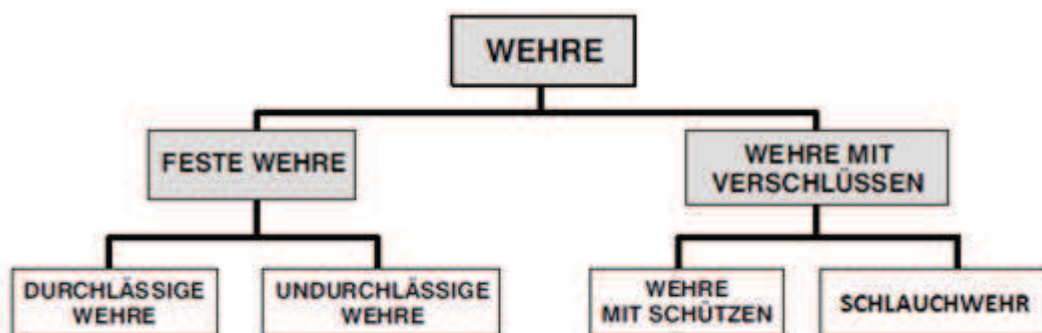 WEHRE
FESTE WEHRE
WEHRE MIT
VERSCHLÜSSEN
DURCHLÄSSIGE
WEHRE
UNDURCHLÄSSIGE
WEHRE
WEHRE
MIT SCHÜTZEN
SCHLAUCHWEHR